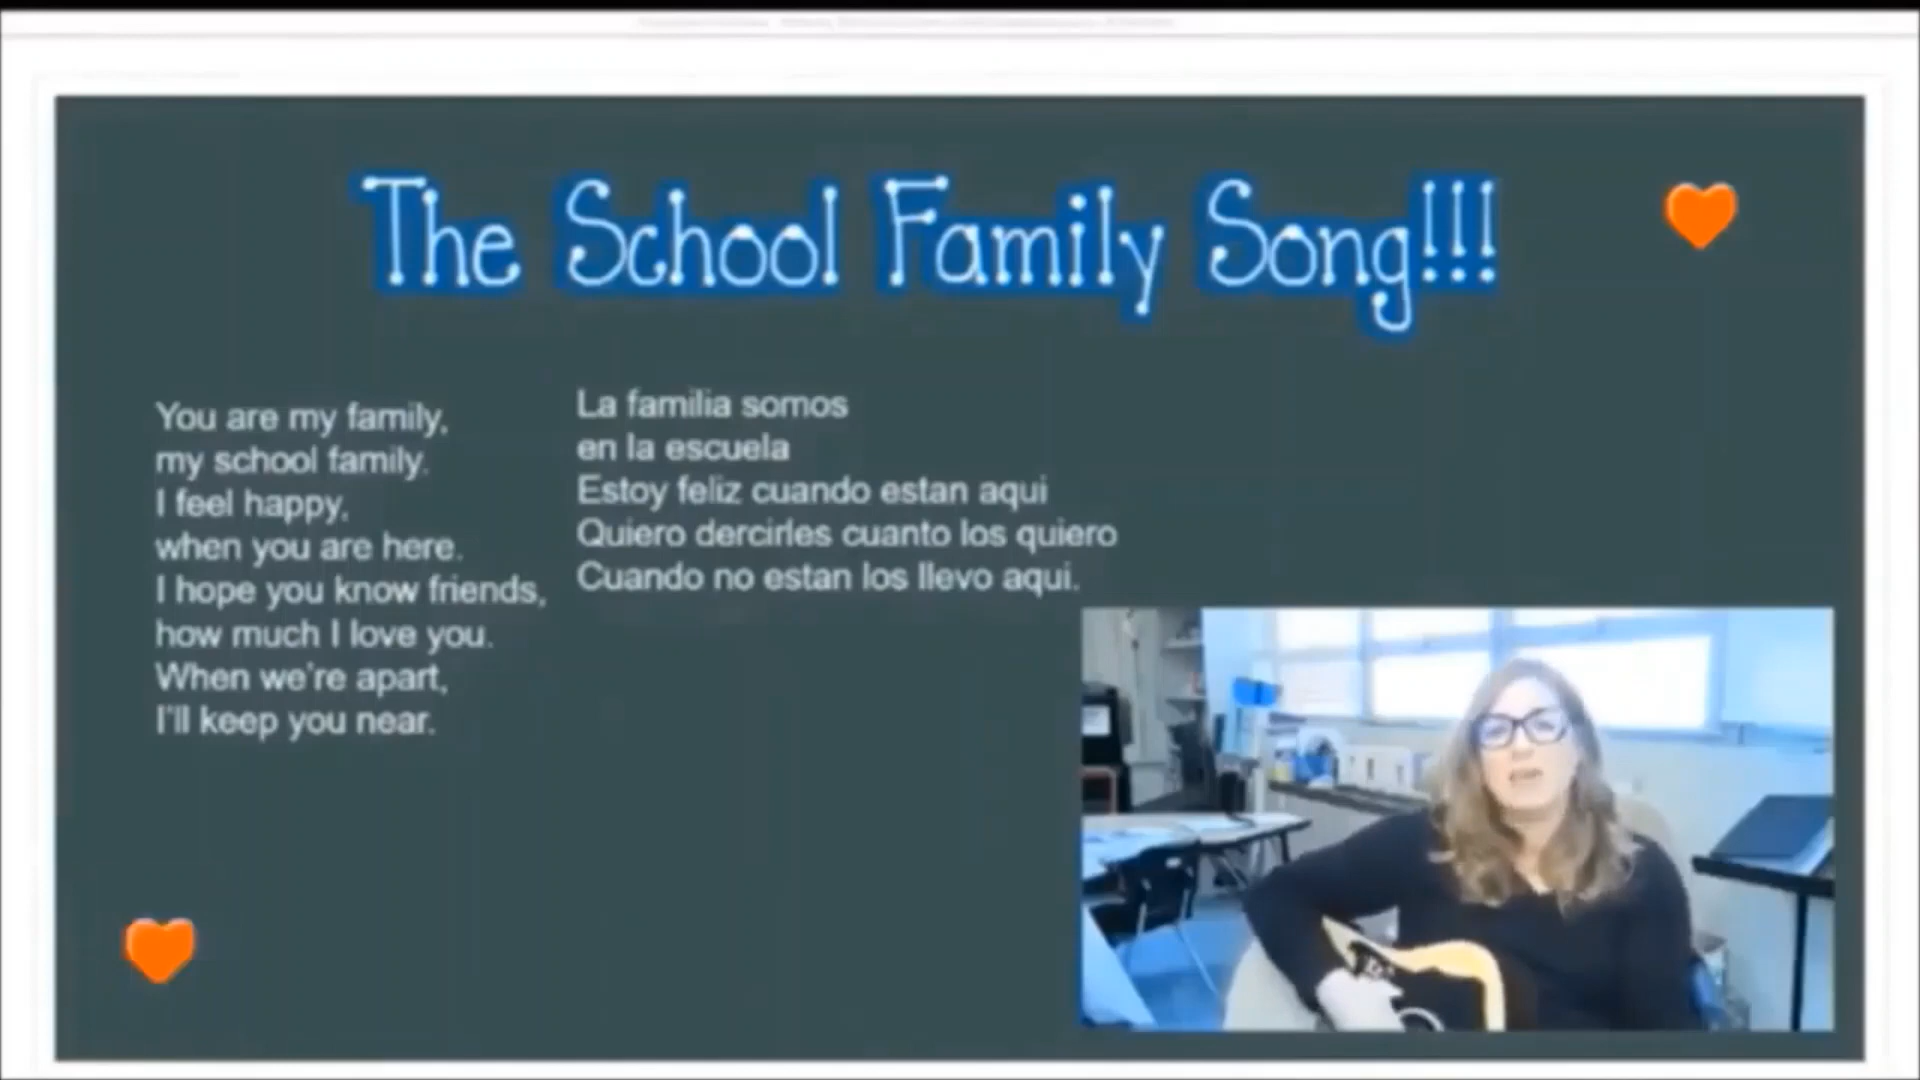 The School Family Song!!!
You are my family,
my school family.
I feel happy,
when you are here.
I hope you know friends,
how much I love you.
When we're apart,
I'll keep you near.
La familia somos
en la escuela
Estoy feliz cuando estan aqui
Quiero dercirles cuanto los quiero
Cuando no estan los llevo aqui.